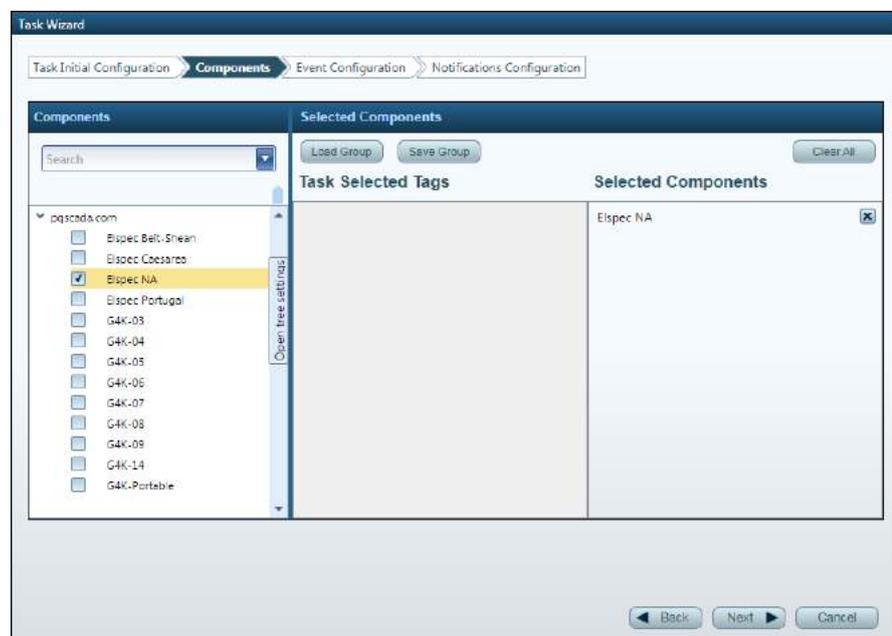 Task Wizard
Task Initial Configuration
Components
Event Configuration
Notifications Configuration
Components
Selected Components
Search
Load Group
Save Group
Clear All
Task Selected Tags
Selected Components
pqscada.com
Elspec Beit-Shean
Elspec Caesarea
Elspec NA
Elspec Portugal
G4K-03
G4K-04
G4K-05
G4K-06
G4K-07
G4K-08
G4K-09
G4K-14
G4K-Portable
Open tree settings
Elspec NA
Back
Next
Cancel